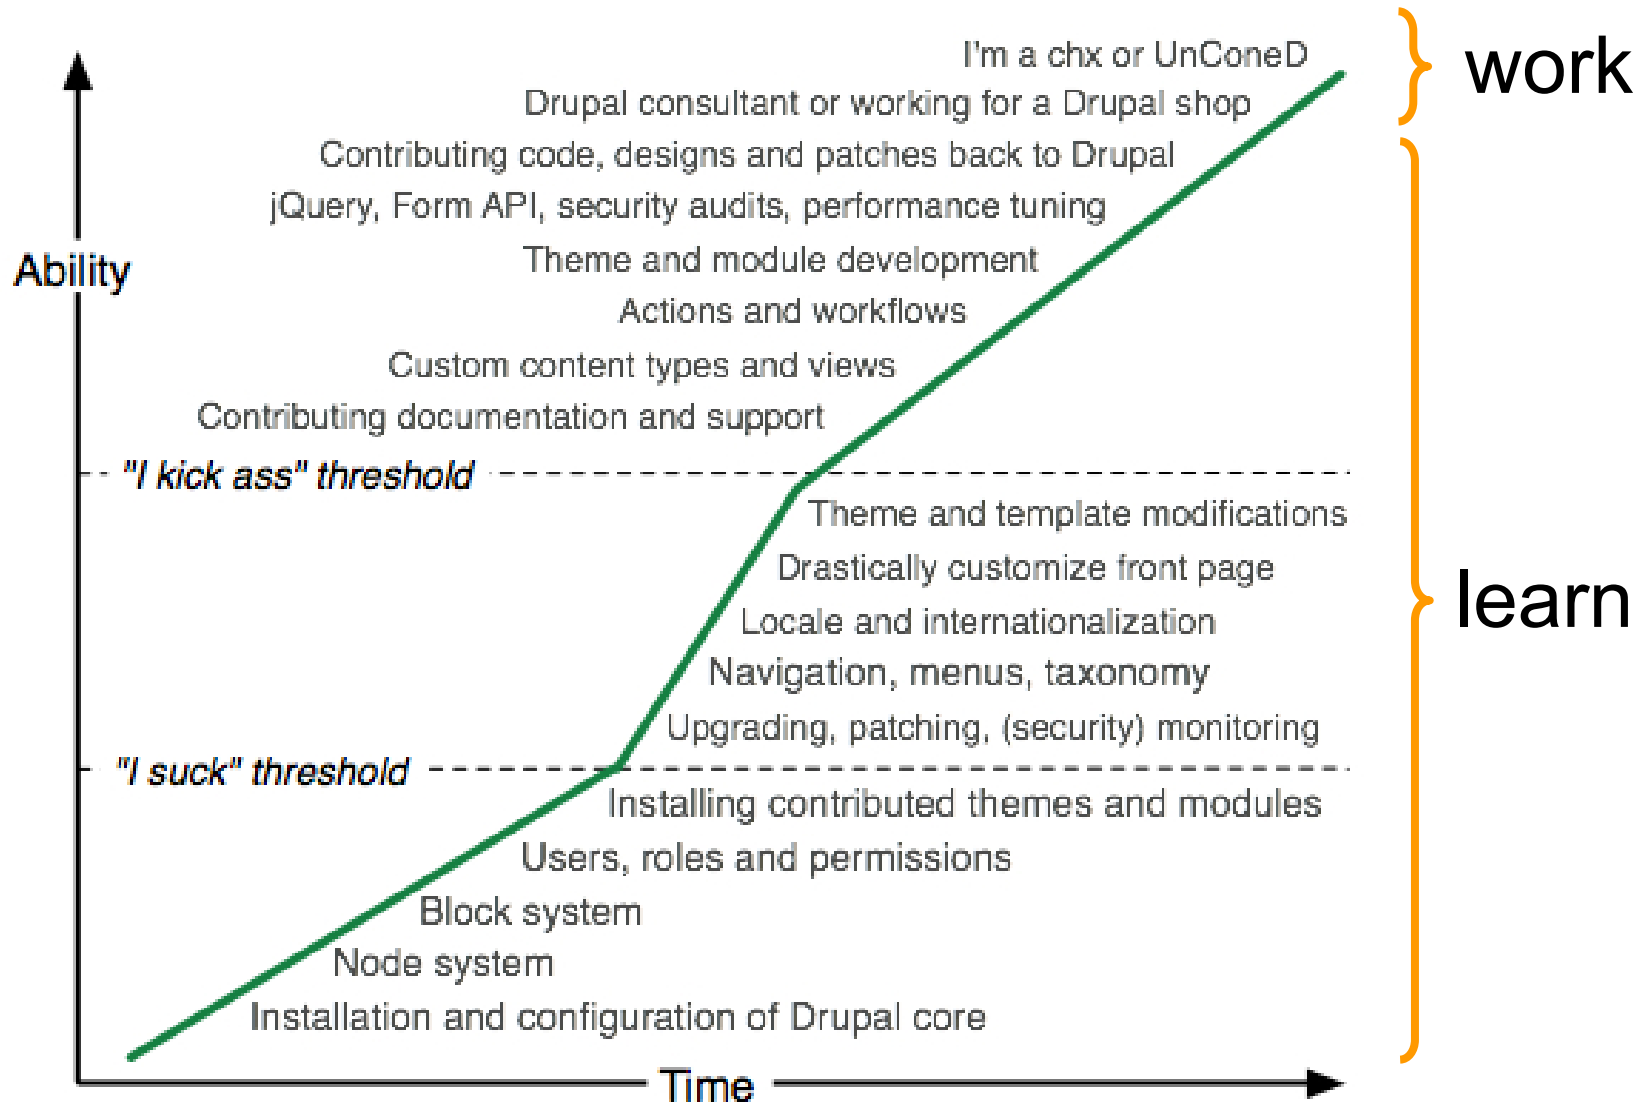 I'm a chx or UnConeD
work
Drupal consultant or working for a Drupal shop
Contributing code, designs and patches back to Drupal
jQuery, Form API, security audits, performance tuning
Theme and module development
Ability
Actions and workflows
Custom content types and views
Contributing documentation and support
"I kick ass" threshold
Theme and template modifications
Drastically customize front page
learn
Locale and internationalization
Navigation, menus, taxonomy
Upgrading, patching, (security) monitoring
"I suck" threshold
Installing contributed themes and modules
Users, roles and permissions
Block system
Node system
Installation and configuration of Drupal core
Time